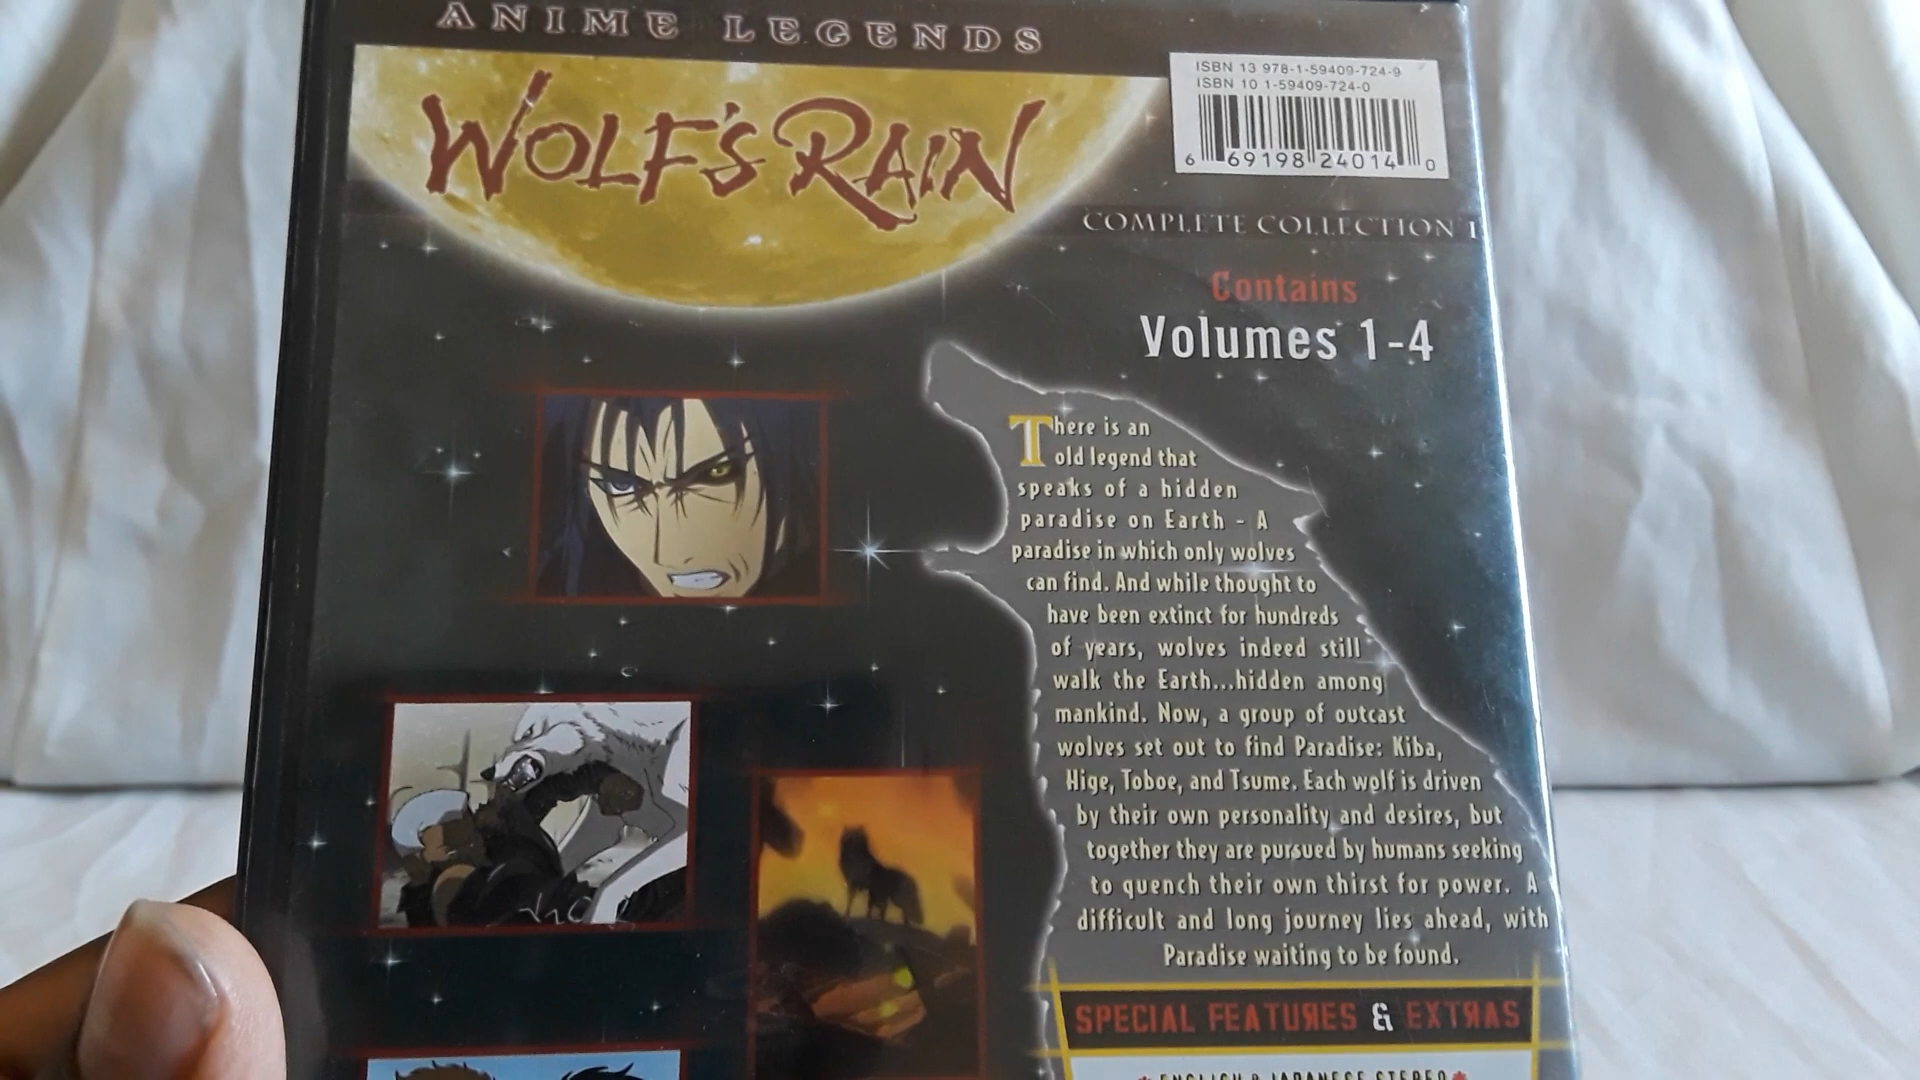 ANIME LEGENDS
WOLF'S RAIN
ISBN 13 978-1-59409-724-9
ISBN 10 1-59409-724-0
6 69198 24014 0
COMPLETE COLLECTION 1
Contains
Volumes 1-4
There is an
old legend that
speaks of a hidden
paradise on Earth - A
paradise in which only wolves
can find. And while thought to
have been extinct for hundreds
of years, wolves indeed still
walk the Earth...hidden among
mankind. Now, a group of outcast
wolves set out to find Paradise: Kiba,
Hige, Toboe, and Tsume. Each wolf is driven
by their own personality and desires, but
together they are pursued by humans seeking
to quench their own thirst for power. A
difficult and long journey lies ahead, with
Paradise waiting to be found.
SPECIAL FEATURES & EXTRAS
* ENGLISH & JAPANESE STEREO *